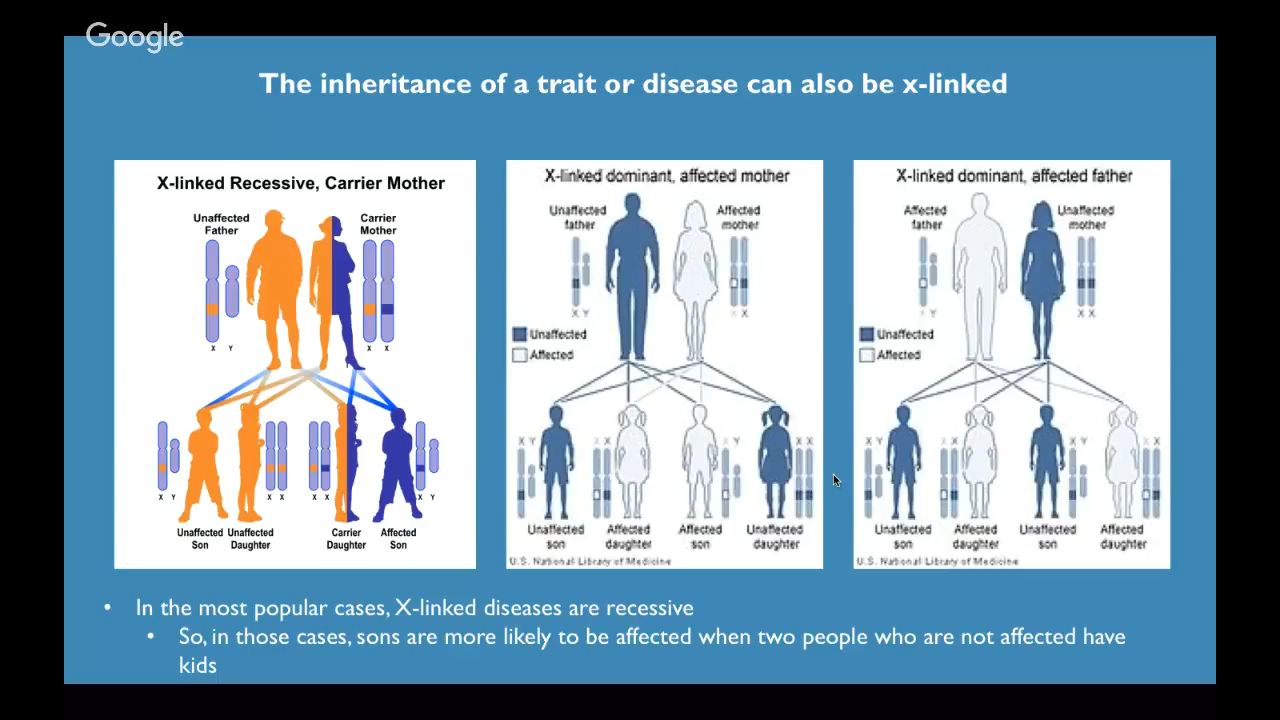 Google
The inheritance of a trait or disease can also be x-linked
X-linked Recessive, Carrier Mother
Unaffected
Father
Carrier
Mother
X Y
X X
X Y
X X
X X
X Y
Unaffected
Son
Unaffected
Daughter
Carrier
Daughter
Affected
Son
X-linked dominant, affected mother
Unaffected
father
Affected
mother
X Y
X X
Unaffected
Affected
X Y
X X
X Y
X X
Unaffected
son
Affected
daughter
Affected
son
Unaffected
daughter
U.S. National Library of Medicine
X-linked dominant, affected father
Affected
father
Unaffected
mother
X Y
X X
Unaffected
Affected
X Y
X X
X Y
X X
Unaffected
son
Affected
daughter
Unaffected
son
Affected
daughter
U.S. National Library of Medicine
• In the most popular cases, X-linked diseases are recessive
• So, in those cases, sons are more likely to be affected when two people who are not affected have
kids